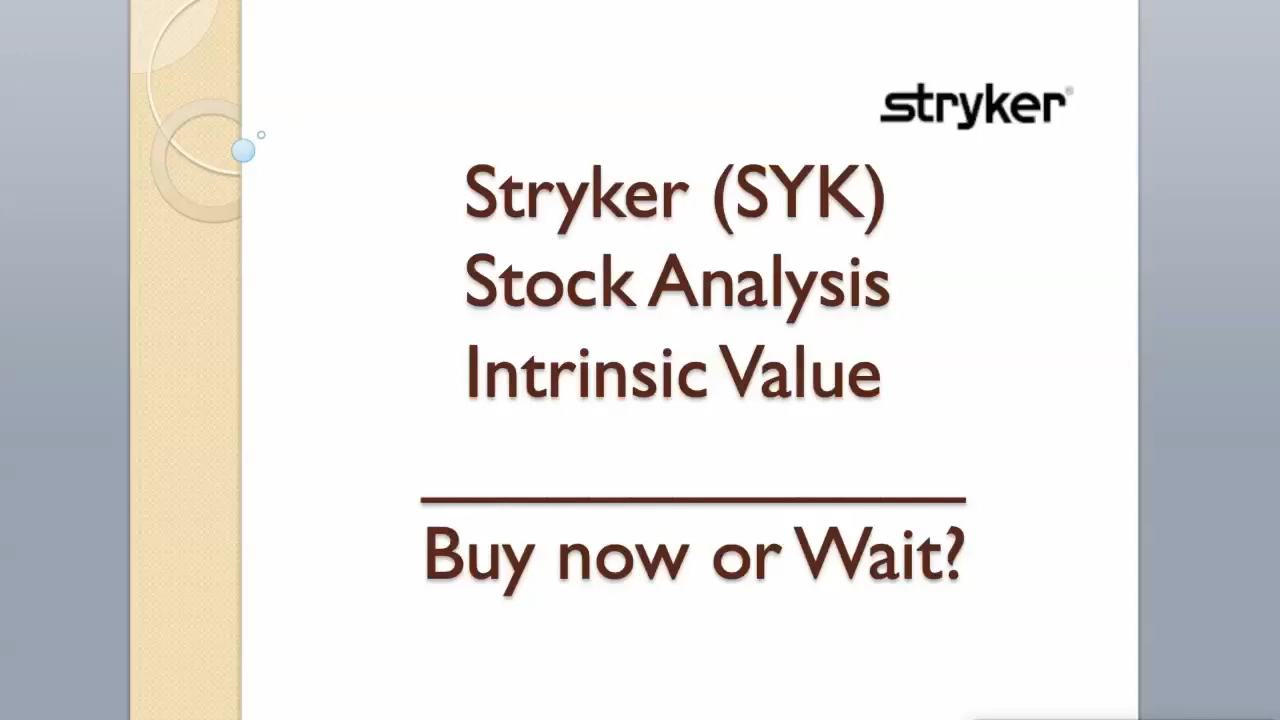 stryker®
Stryker (SYK)
Stock Analysis
Intrinsic Value
Buy now or Wait?